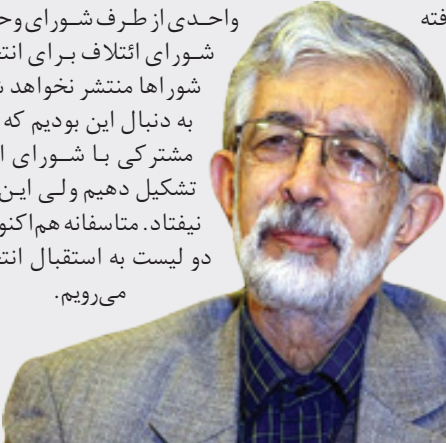 فته
واحدی از طرف شورای وح
شورای ائتلاف برای انت
شوراها منتشر نخواهد ش
به دنبال این بودیم که
مشترکی با شورای ا
تشکیل دهیم ولی این
نیفتاد. متاسفانه هم‌اکنو
دو لیست به استقبال انت
می‌رویم.